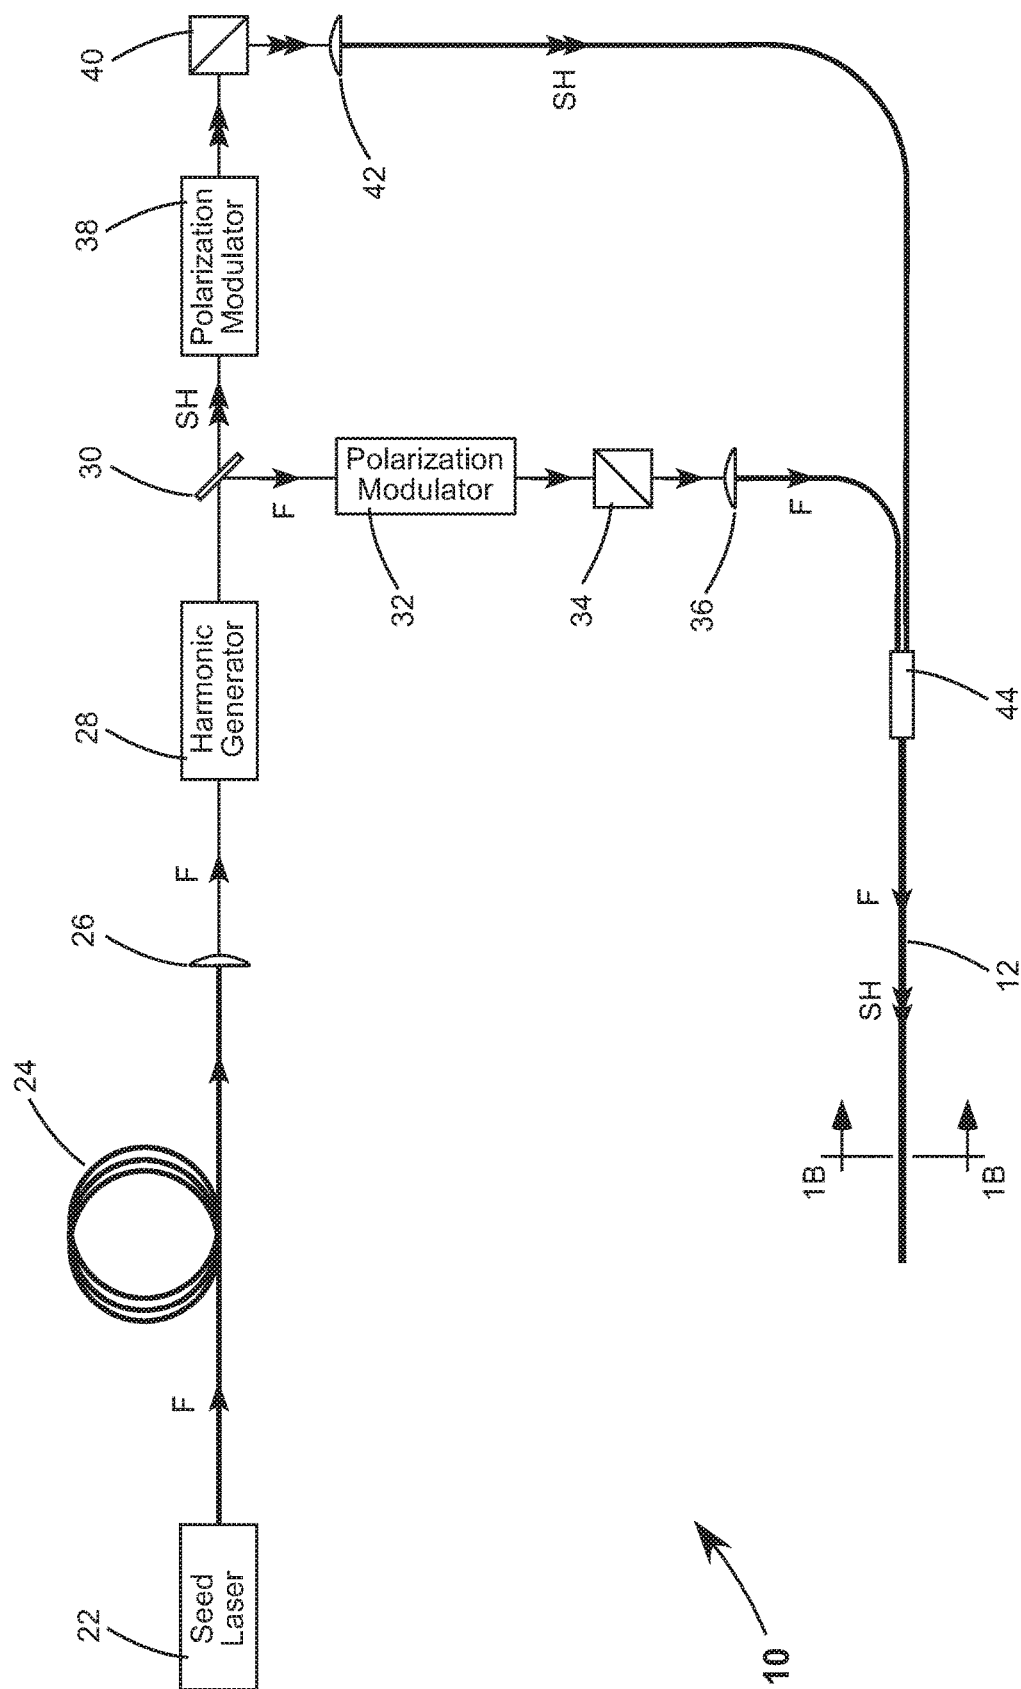 22
Seed
Laser
F
24
26
F
28
Harmonic
Generator
30
SH
38
Polarization
Modulator
40
42
SH
F
Polarization
Modulator
32
34
36
F
44
F
SH
12
1B
1B
10